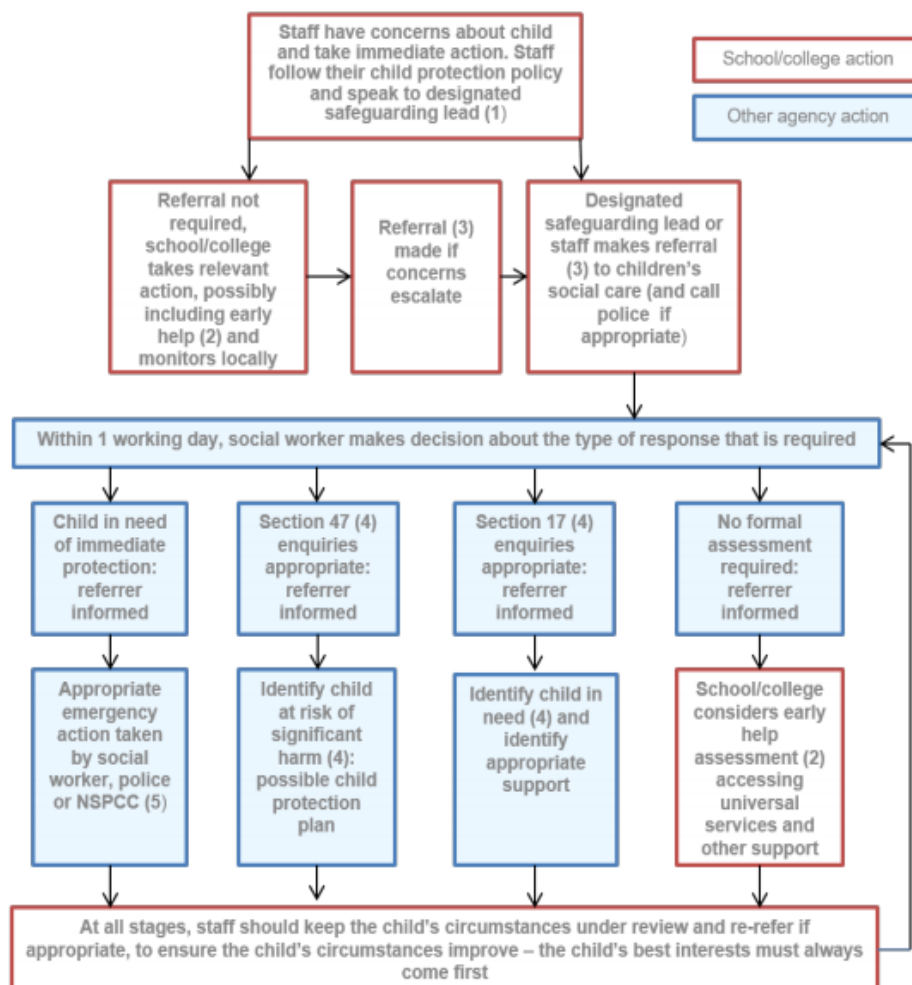 Staff have concerns about child
and take immediate action. Staff
follow their child protection policy
and speak to designated
safeguarding lead (1)
School/college action
Other agency action
Referral not
required,
school/college
takes relevant
action, possibly
including early
help (2) and
monitors locally
Referral (3)
made if
concerns
escalate
Designated
safeguarding lead or
staff makes referral
(3) to children's
social care (and call
police if
appropriate)
Within 1 working day, social worker makes decision about the type of response that is required
Child in need
of immediate
protection:
referrer
informed
Section 47 (4)
enquiries
appropriate:
referrer
informed
Section 17 (4)
enquiries
appropriate:
referrer
informed
No formal
assessment
required:
referrer
informed
Appropriate
emergency
action taken
by social
worker, police
or NSPCC (5)
Identify child
at risk of
significant
harm (4):
possible child
protection
plan
Identify child in
need (4) and
identify
appropriate
support
School/college
considers early
help
assessment (2)
accessing
universal
services and
other support
At all stages, staff should keep the child's circumstances under review and re-refer if
appropriate, to ensure the child's circumstances improve – the child's best interests must always
come first